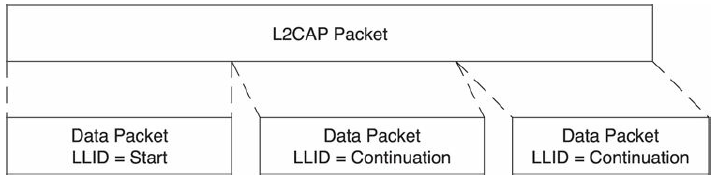 L2CAP Packet
Data Packet
LLID = Start
Data Packet
LLID = Continuation
Data Packet
LLID = Continuation